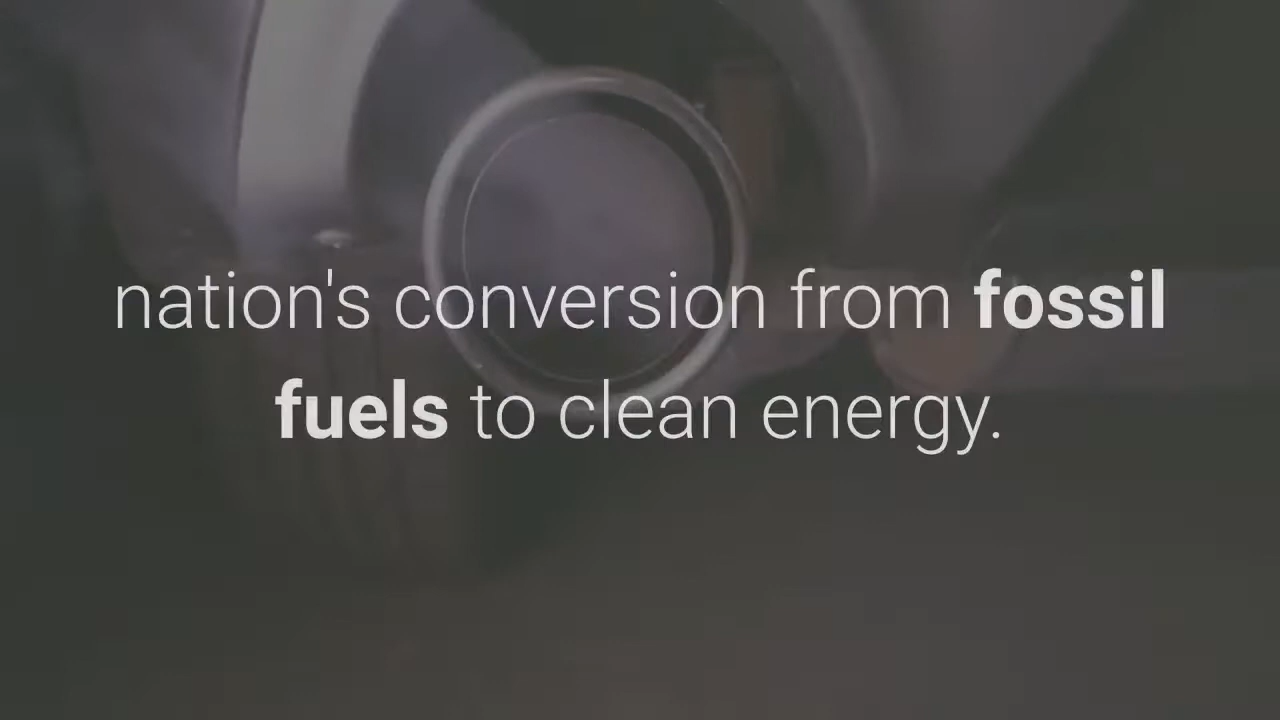 nation's conversion from fossil
fuels to clean energy.